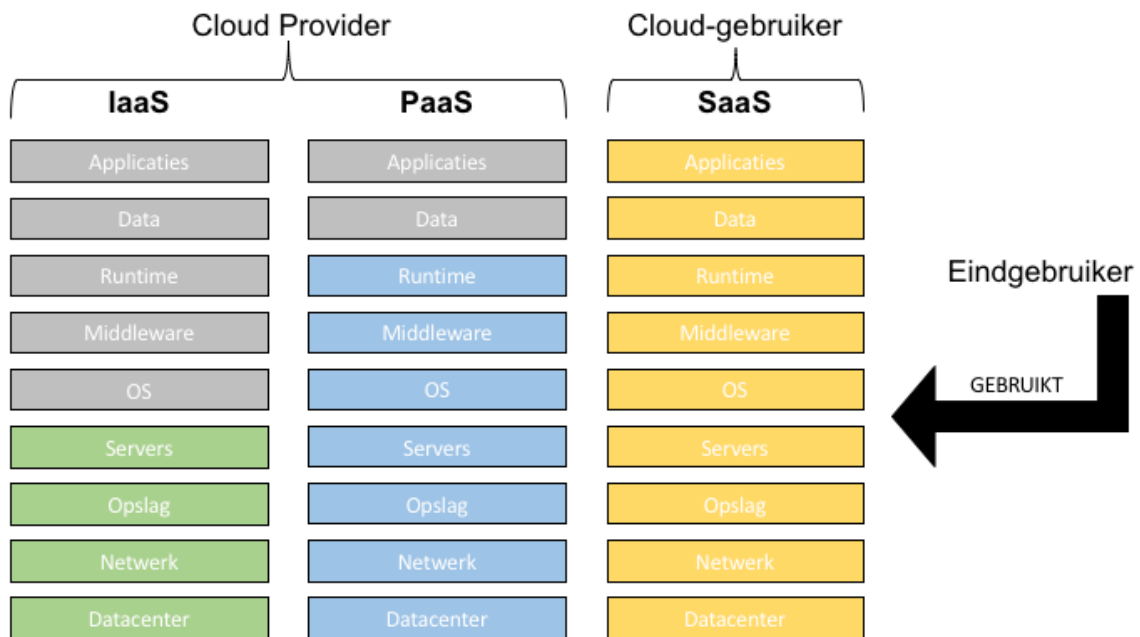 Cloud Provider
Cloud-gebruiker
IaaS
PaaS
SaaS
Applicaties
Applicaties
Applicaties
Data
Data
Data
Runtime
Runtime
Runtime
Eindgebruiker
Middleware
Middleware
Middleware
OS
OS
OS
GEBRUIKT
Servers
Servers
Servers
Opslag
Opslag
Opslag
Netwerk
Netwerk
Netwerk
Datacenter
Datacenter
Datacenter